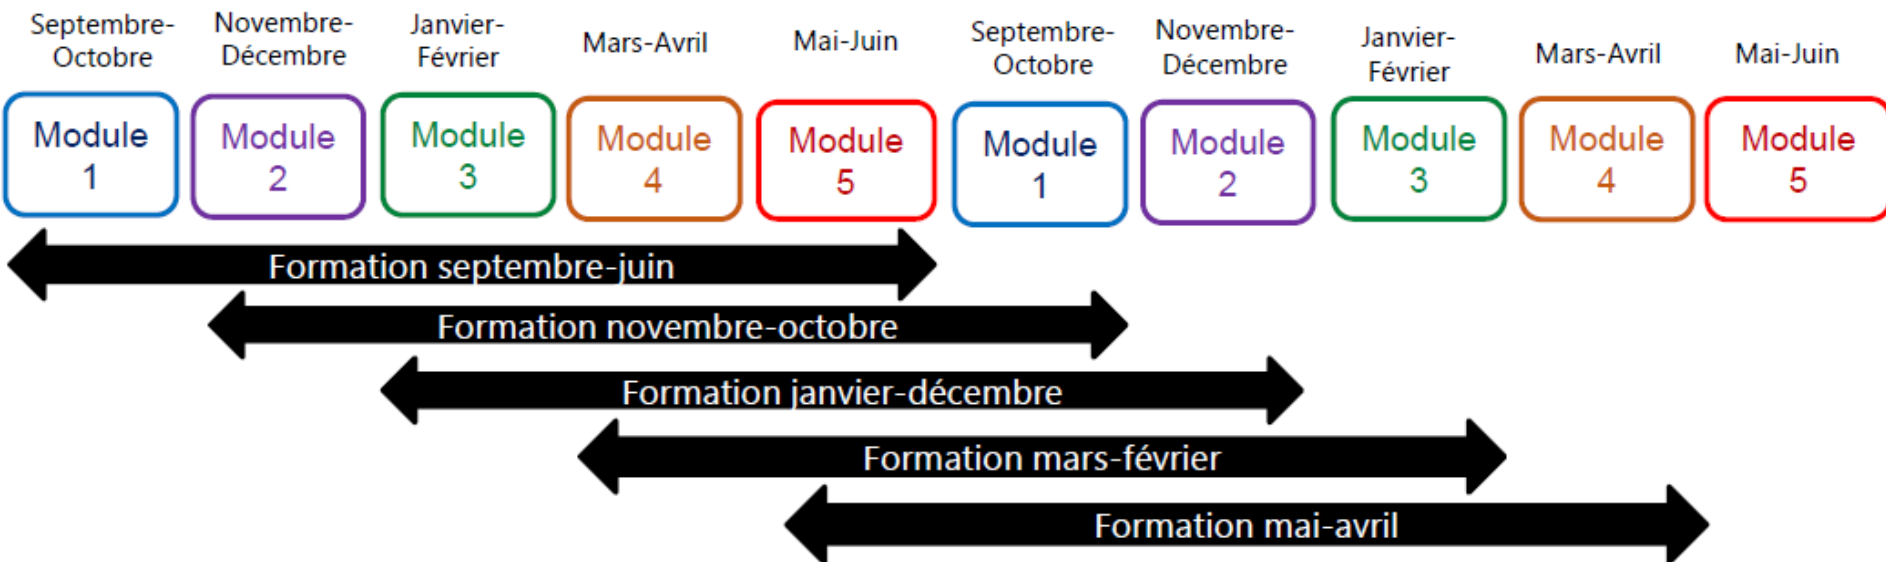 Septembre-
Octobre
Novembre-
Décembre
Janvier-
Février
Mars-Avril
Mai-Juin
Septembre-
Octobre
Novembre-
Décembre
Janvier-
Février
Mars-Avril
Mai-Juin
Module
1
Module
2
Module
3
Module
4
Module
5
Module
1
Module
2
Module
3
Module
4
Module
5
Formation septembre-juin
Formation novembre-octobre
Formation janvier-décembre
Formation mars-février
Formation mai-avril